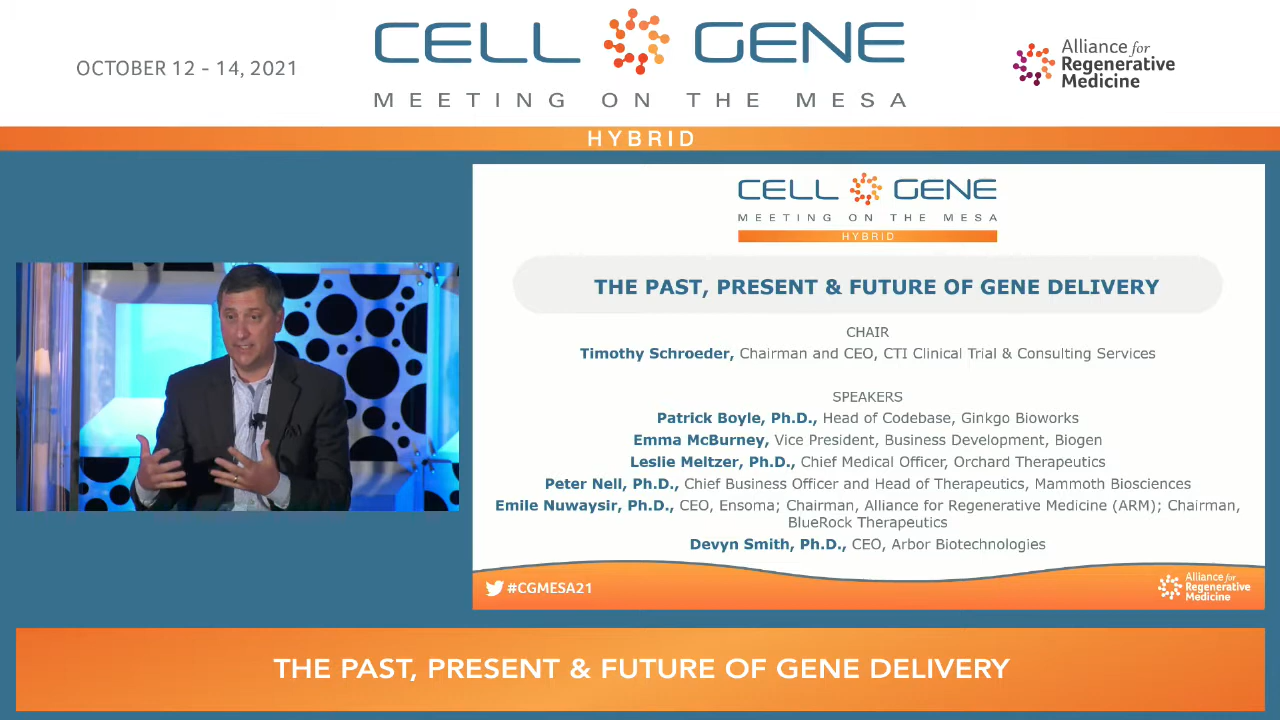 OCTOBER 12 - 14, 2021
CELL GENE
MEETING ON THE MESA
Alliance for
Regenerative
Medicine
HYBRID
CELL GENE
MEETING ON THE MESA
HYBRID
THE PAST, PRESENT & FUTURE OF GENE DELIVERY
CHAIR
Timothy Schroeder, Chairman and CEO, CTI Clinical Trial & Consulting Services
SPEAKERS
Patrick Boyle, Ph.D., Head of Codebase, Ginkgo Bioworks
Emma McBurney, Vice President, Business Development, Biogen
Leslie Meltzer, Ph.D., Chief Medical Officer, Orchard Therapeutics
Peter Nell, Ph.D., Chief Business Officer and Head of Therapeutics, Mammoth Biosciences
Emile Nuwaysir, Ph.D., CEO, Ensoma; Chairman, Alliance for Regenerative Medicine (ARM); Chairman,
BlueRock Therapeutics
Devyn Smith, Ph.D., CEO, Arbor Biotechnologies
#CGMESA21
Alliance for
Regenerative
Medicine
THE PAST, PRESENT & FUTURE OF GENE DELIVERY